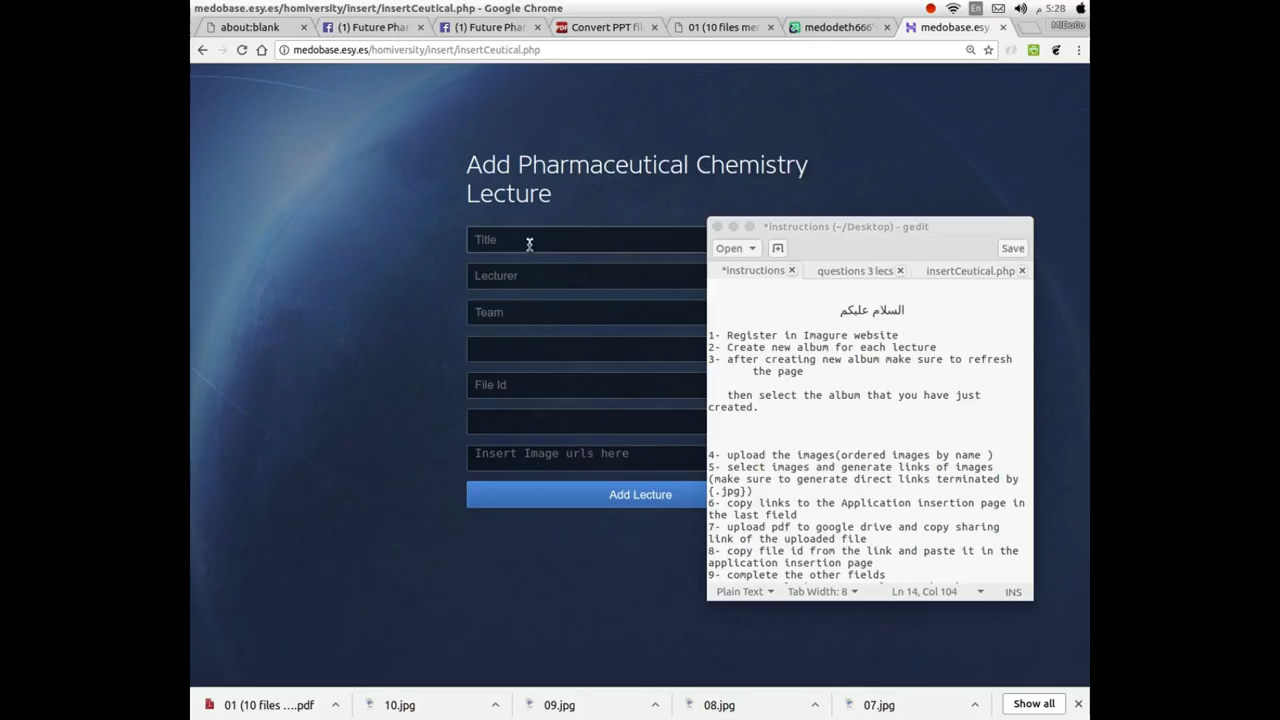 medobase.esy.es/homiversity/insert/insertCeutical.php - Google Chrome
En
5:28 م
about:blank
(1) Future Phar
(1) Future Phar
Convert PPT fil
01 (10 files mer
medodeth666's
medobase.esy.e
medobase.esy.es/homiversity/insert/insertCeutical.php
Add Pharmaceutical Chemistry
Lecture
Title
Lecturer
Team
File Id
Insert Image urls here
Add Lecture
*instructions (~/Desktop) - gedit
Open
Save
*instructions
questions 3 lecs
insertCeutical.php
السلام عليكم
1- Register in Imagure website
2- Create new album for each lecture
3- after creating new album make sure to refresh
the page
then select the album that you have just
created.
4- upload the images(ordered images by name )
5- select images and generate links of images
(make sure to generate direct links terminated by
{.jpg})
6- copy links to the Application insertion page in
the last field
7- upload pdf to google drive and copy sharing
link of the uploaded file
8- copy file id from the link and paste it in the
application insertion page
9- complete the other fields
Plain Text
Tab Width: 8
Ln 14, Col 104
INS
01 (10 files ....pdf
10.jpg
09.jpg
08.jpg
07.jpg
Show all